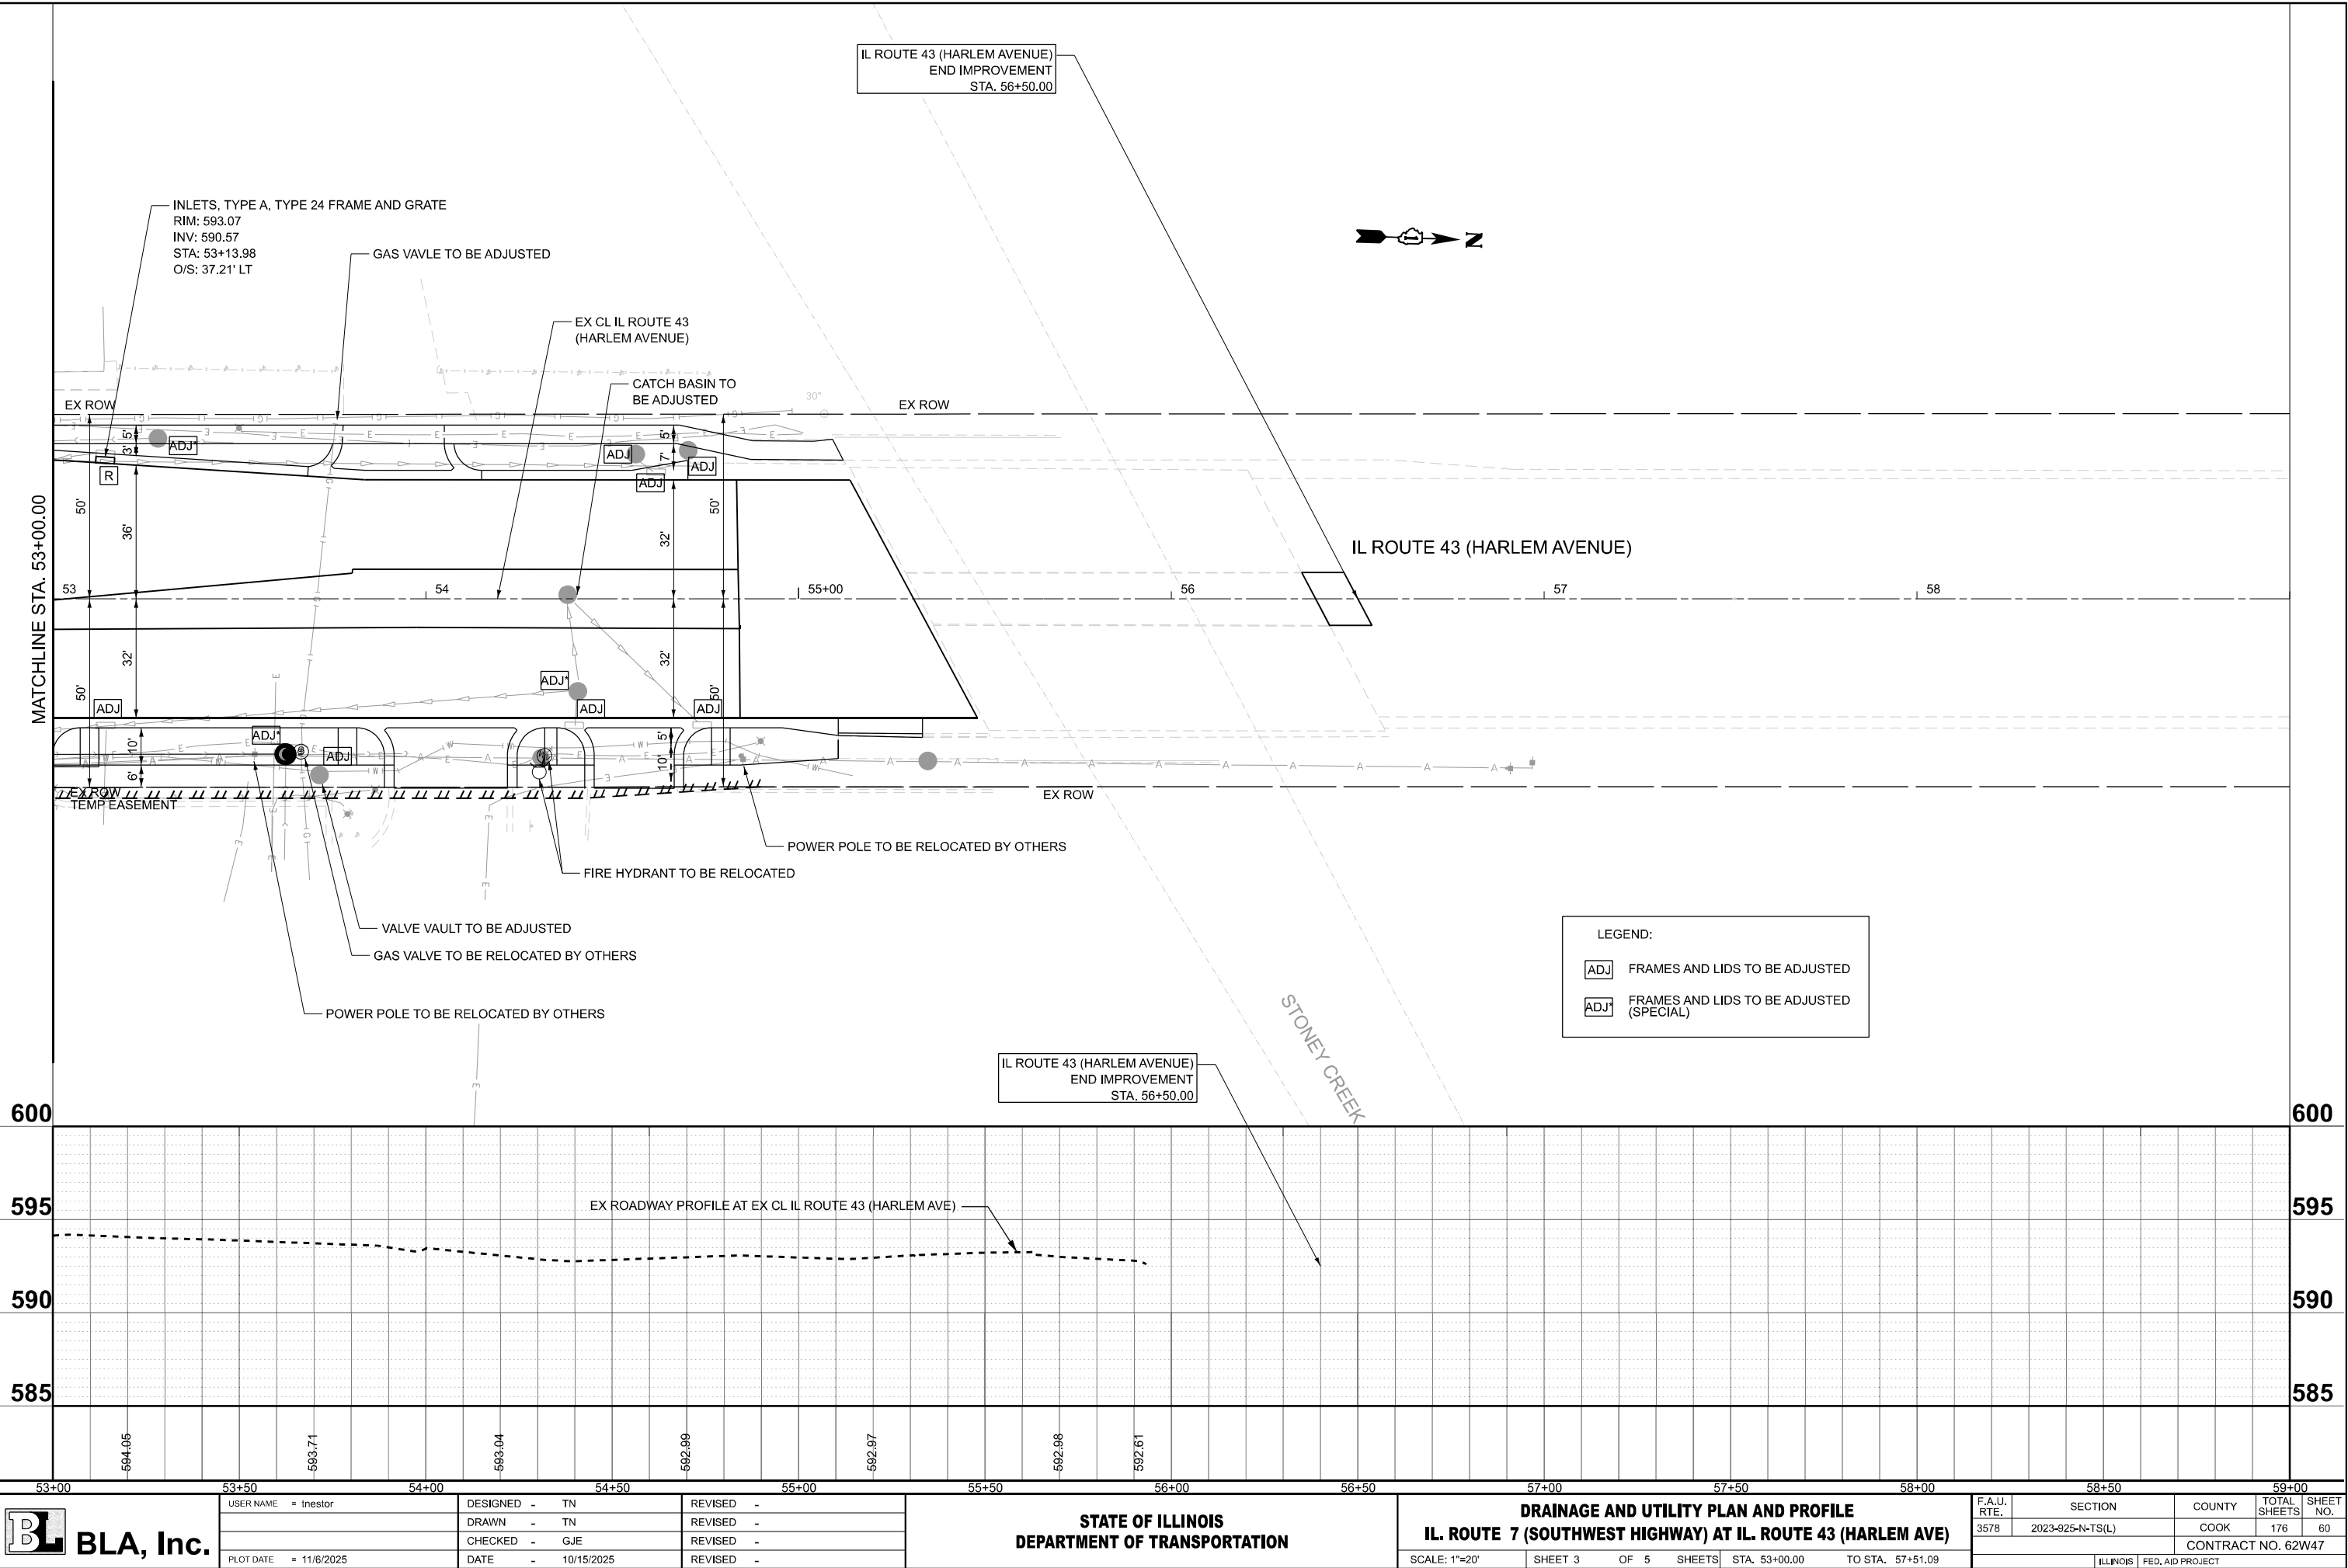 IL ROUTE 43 (HARLEM AVENUE)
END IMPROVEMENT
STA. 56+50.00
INLETS, TYPE A, TYPE 24 FRAME AND GRATE
RIM: 593.07
INV: 590.57
STA: 53+13.98
O/S: 37.21' LT
GAS VAVLE TO BE ADJUSTED
N
EX CL IL ROUTE 43
(HARLEM AVENUE)
CATCH BASIN TO
BE ADJUSTED
30"
EX ROW
EX ROW
ADJ*
ADJ
ADJ
ADJ
R
5'
3'
5'
7'
50'
36'
32'
50'
MATCHLINE STA. 53+00.00
IL ROUTE 43 (HARLEM AVENUE)
53
54
55+00
56
57
58
32'
32'
50'
50'
ADJ*
ADJ
ADJ
ADJ
ADJ*
ADJ
10'
6'
5'
10'
EX ROW
TEMP EASEMENT
EX ROW
POWER POLE TO BE RELOCATED BY OTHERS
FIRE HYDRANT TO BE RELOCATED
VALVE VAULT TO BE ADJUSTED
GAS VALVE TO BE RELOCATED BY OTHERS
POWER POLE TO BE RELOCATED BY OTHERS
LEGEND:
ADJ FRAMES AND LIDS TO BE ADJUSTED
ADJ* FRAMES AND LIDS TO BE ADJUSTED
(SPECIAL)
STONEY CREEK
IL ROUTE 43 (HARLEM AVENUE)
END IMPROVEMENT
STA. 56+50.00
600 600
595 595
EX ROADWAY PROFILE AT EX CL IL ROUTE 43 (HARLEM AVE)
590 590
585 585
594.05 593.71 593.04 592.99 592.97 592.98 592.61
53+00 53+50 54+00 54+50 55+00 55+50 56+00 56+50 57+00 57+50 58+00 58+50 59+00
BL BLA, Inc.
USER NAME = tnestor
PLOT DATE = 11/6/2025
DESIGNED - TN
DRAWN - TN
CHECKED - GJE
DATE - 10/15/2025
REVISED -
REVISED -
REVISED -
REVISED -
STATE OF ILLINOIS
DEPARTMENT OF TRANSPORTATION
DRAINAGE AND UTILITY PLAN AND PROFILE
IL. ROUTE 7 (SOUTHWEST HIGHWAY) AT IL. ROUTE 43 (HARLEM AVE)
SCALE: 1"=20' SHEET 3 OF 5 SHEETS STA. 53+00.00 TO STA. 57+51.09
F.A.U. RTE. SECTION COUNTY TOTAL SHEETS SHEET NO.
3578 2023-925-N-TS(L) COOK 176 60
CONTRACT NO. 62W47
ILLINOIS FED. AID PROJECT